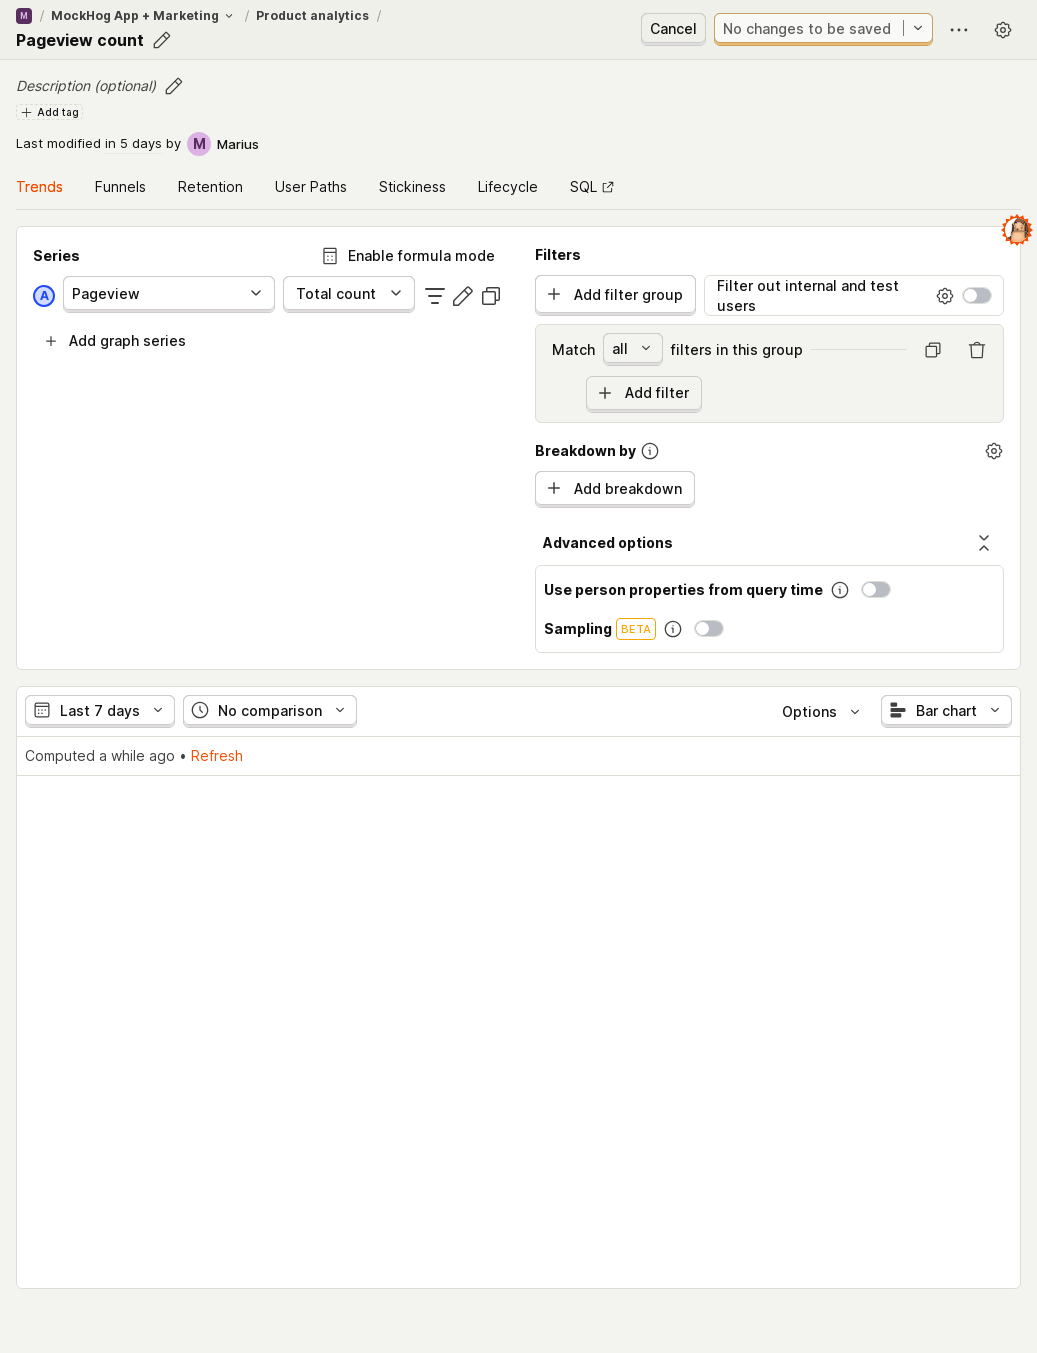 M / MockHog App + Marketing / Product analytics /
Pageview count
Cancel
No changes to be saved
Description (optional)
Add tag
Last modified in 5 days by M Marius
Trends Funnels Retention User Paths Stickiness Lifecycle SQL
Series
Enable formula mode
A Pageview Total count
Add graph series
Filters
Add filter group
Filter out internal and test
users
Match all filters in this group
Add filter
Breakdown by
Add breakdown
Advanced options
Use person properties from query time
Sampling BETA
Last 7 days No comparison Options Bar chart
Computed a while ago • Refresh